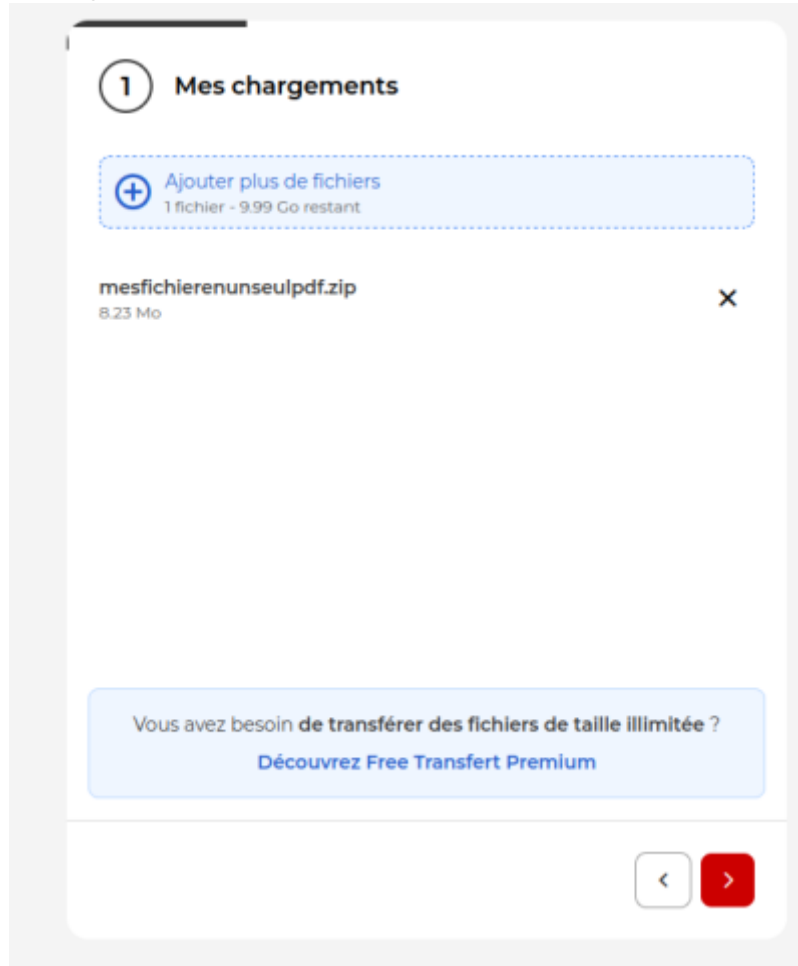 1 Mes chargements
Ajouter plus de fichiers
1 fichier - 9.99 Go restant
mesfichierenunseulpdf.zip
8.23 Mo
Vous avez besoin de transférer des fichiers de taille illimitée ?
Découvrez Free Transfert Premium